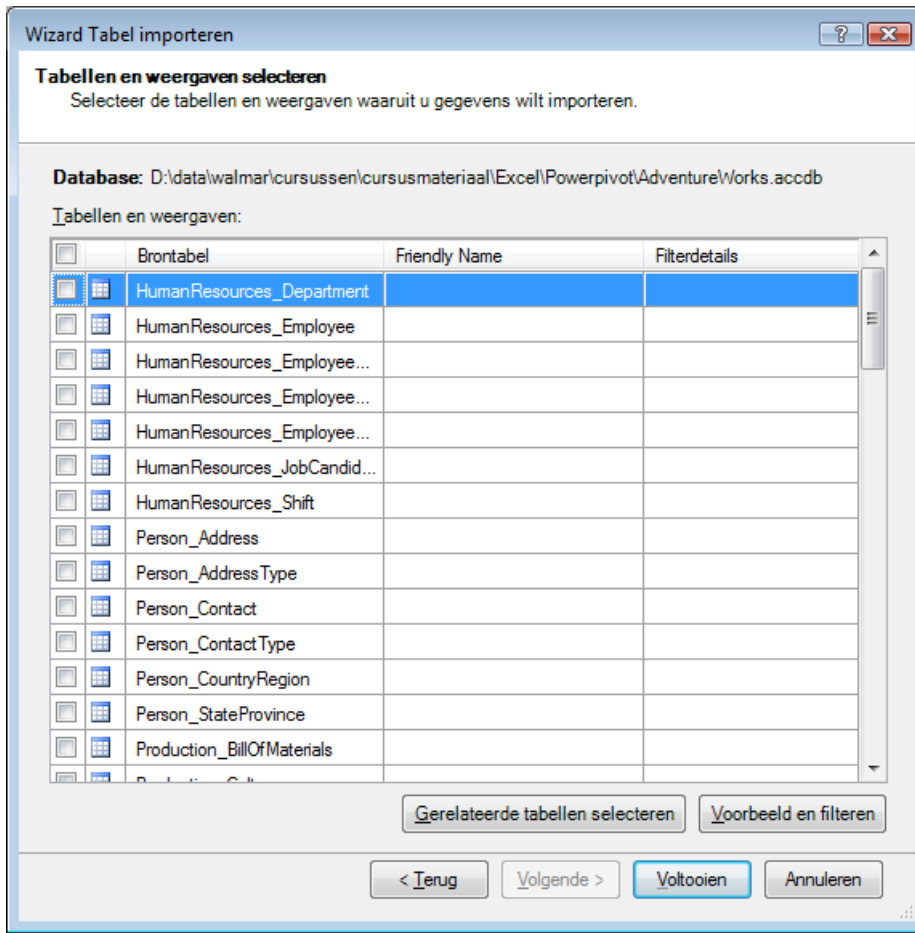 Wizard Tabel importeren
Tabellen en weergaven selecteren
Selecteer de tabellen en weergaven waaruit u gegevens wilt importeren.
Database: D:\data\walmar\cursussen\cursusmateriaal\Excel\Powerpivot\AdventureWorks.accdb
Tabellen en weergaven:
Brontabel Friendly Name Filterdetails
HumanResources_Department
HumanResources_Employee
HumanResources_Employee...
HumanResources_Employee...
HumanResources_Employee...
HumanResources_JobCandid...
HumanResources_Shift
Person_Address
Person_AddressType
Person_Contact
Person_ContactType
Person_CountryRegion
Person_StateProvince
Production_BillOfMaterials
Gerelateerde tabellen selecteren Voorbeeld en filteren
< Terug Volgende > Voltooien Annuleren